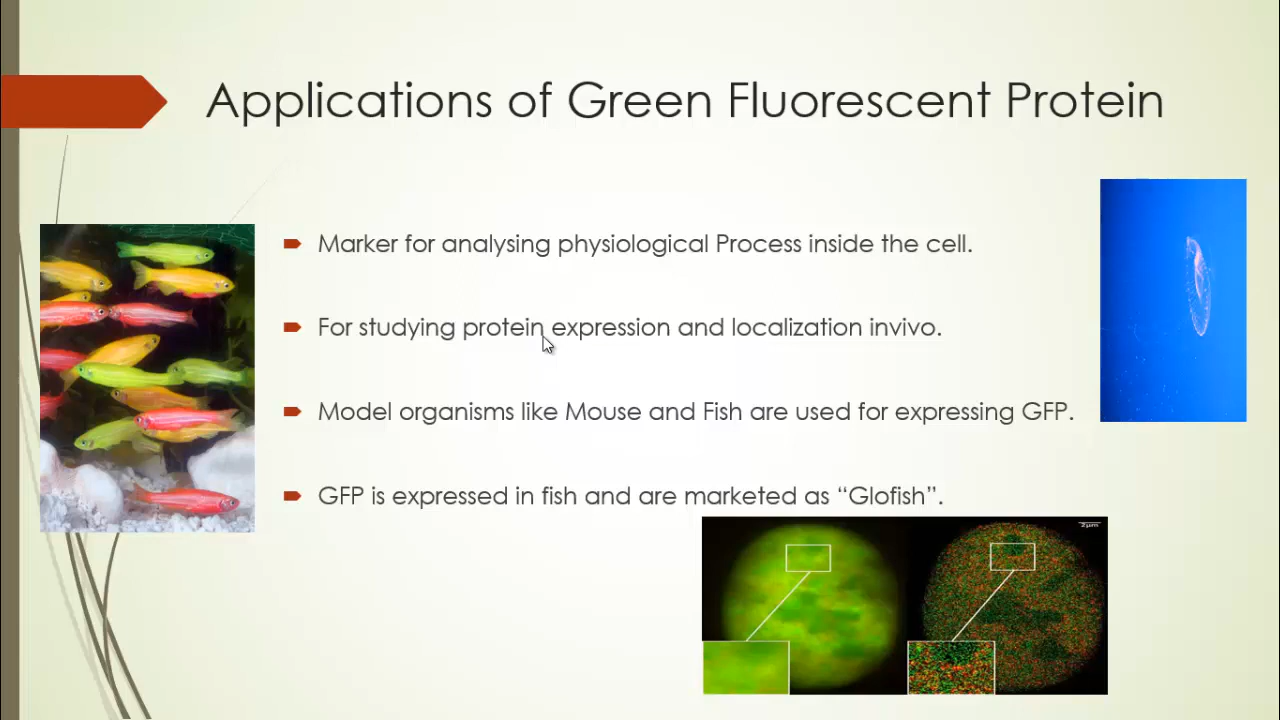 Applications of Green Fluorescent Protein
Marker for analysing physiological Process inside the cell.
For studying protein expression and localization invivo.
Model organisms like Mouse and Fish are used for expressing GFP.
GFP is expressed in fish and are marketed as “Glofish”.
2µm